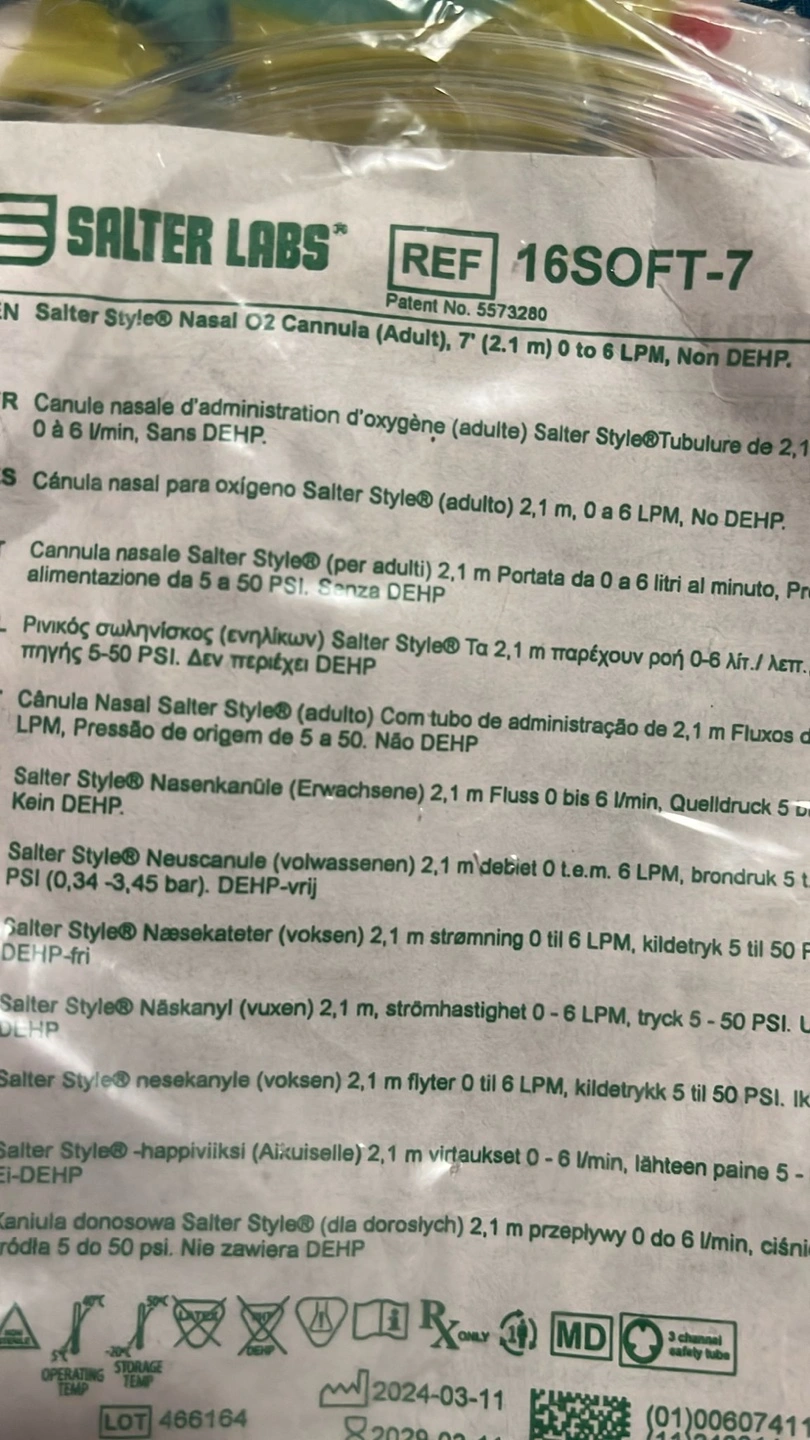 SALTER LABS®
REF 16SOFT-7
Patent No. 5573280
EN Salter Style® Nasal O2 Cannula (Adult), 7' (2.1 m) 0 to 6 LPM, Non DEHP.
R Canule nasale d'administration d'oxygène (adulte) Salter Style®Tubulure de 2,1
0 à 6 l/min, Sans DEHP.
S Cánula nasal para oxígeno Salter Style® (adulto) 2,1 m, 0 a 6 LPM, No DEHP.
Cannula nasale Salter Style® (per adulti) 2,1 m Portata da 0 a 6 litri al minuto, Pr
alimentazione da 5 a 50 PSI. Senza DEHP
Ρινικός σωληνίσκος (ενηλίκων) Salter Style® Τα 2,1 m παρέχουν ροή 0-6 λίτ./ λεπτ.
πηγής 5-50 PSI. Δεν περιέχει DEHP
Cânula Nasal Salter Style® (adulto) Com tubo de administração de 2,1 m Fluxos d
LPM, Pressão de origem de 5 a 50. Não DEHP
Salter Style® Nasenkanüle (Erwachsene) 2,1 m Fluss 0 bis 6 l/min, Quelldruck 5
Kein DEHP.
Salter Style® Neuscanule (volwassenen) 2,1 m debiet 0 t.e.m. 6 LPM, brondruk 5 t.
PSI (0,34 -3,45 bar). DEHP-vrij
Salter Style® Næsekateter (voksen) 2,1 m strømning 0 til 6 LPM, kildetryk 5 til 50 P
DEHP-fri
Salter Style® Näskanyl (vuxen) 2,1 m, strömhastighet 0 - 6 LPM, tryck 5 - 50 PSI. U
DEHP
Salter Style® nesekanyle (voksen) 2,1 m flyter 0 til 6 LPM, kildetrykk 5 til 50 PSI. Ik
Salter Style® -happiviiksi (Aikuiselle) 2,1 m virtaukset 0 - 6 l/min, lähteen paine 5 -
Ei-DEHP
Kaniula donosowa Salter Style® (dla dorosłych) 2,1 m przepływy 0 do 6 l/min, ciśni
ródła 5 do 50 psi. Nie zawiera DEHP
5°C 40°C OPERATING TEMP
-20°C 50°C STORAGE TEMP
LATEX
DEHP
i
Rx ONLY
1
MD
3 channel
safety tube
2024-03-11
LOT 466164
(01)00607411